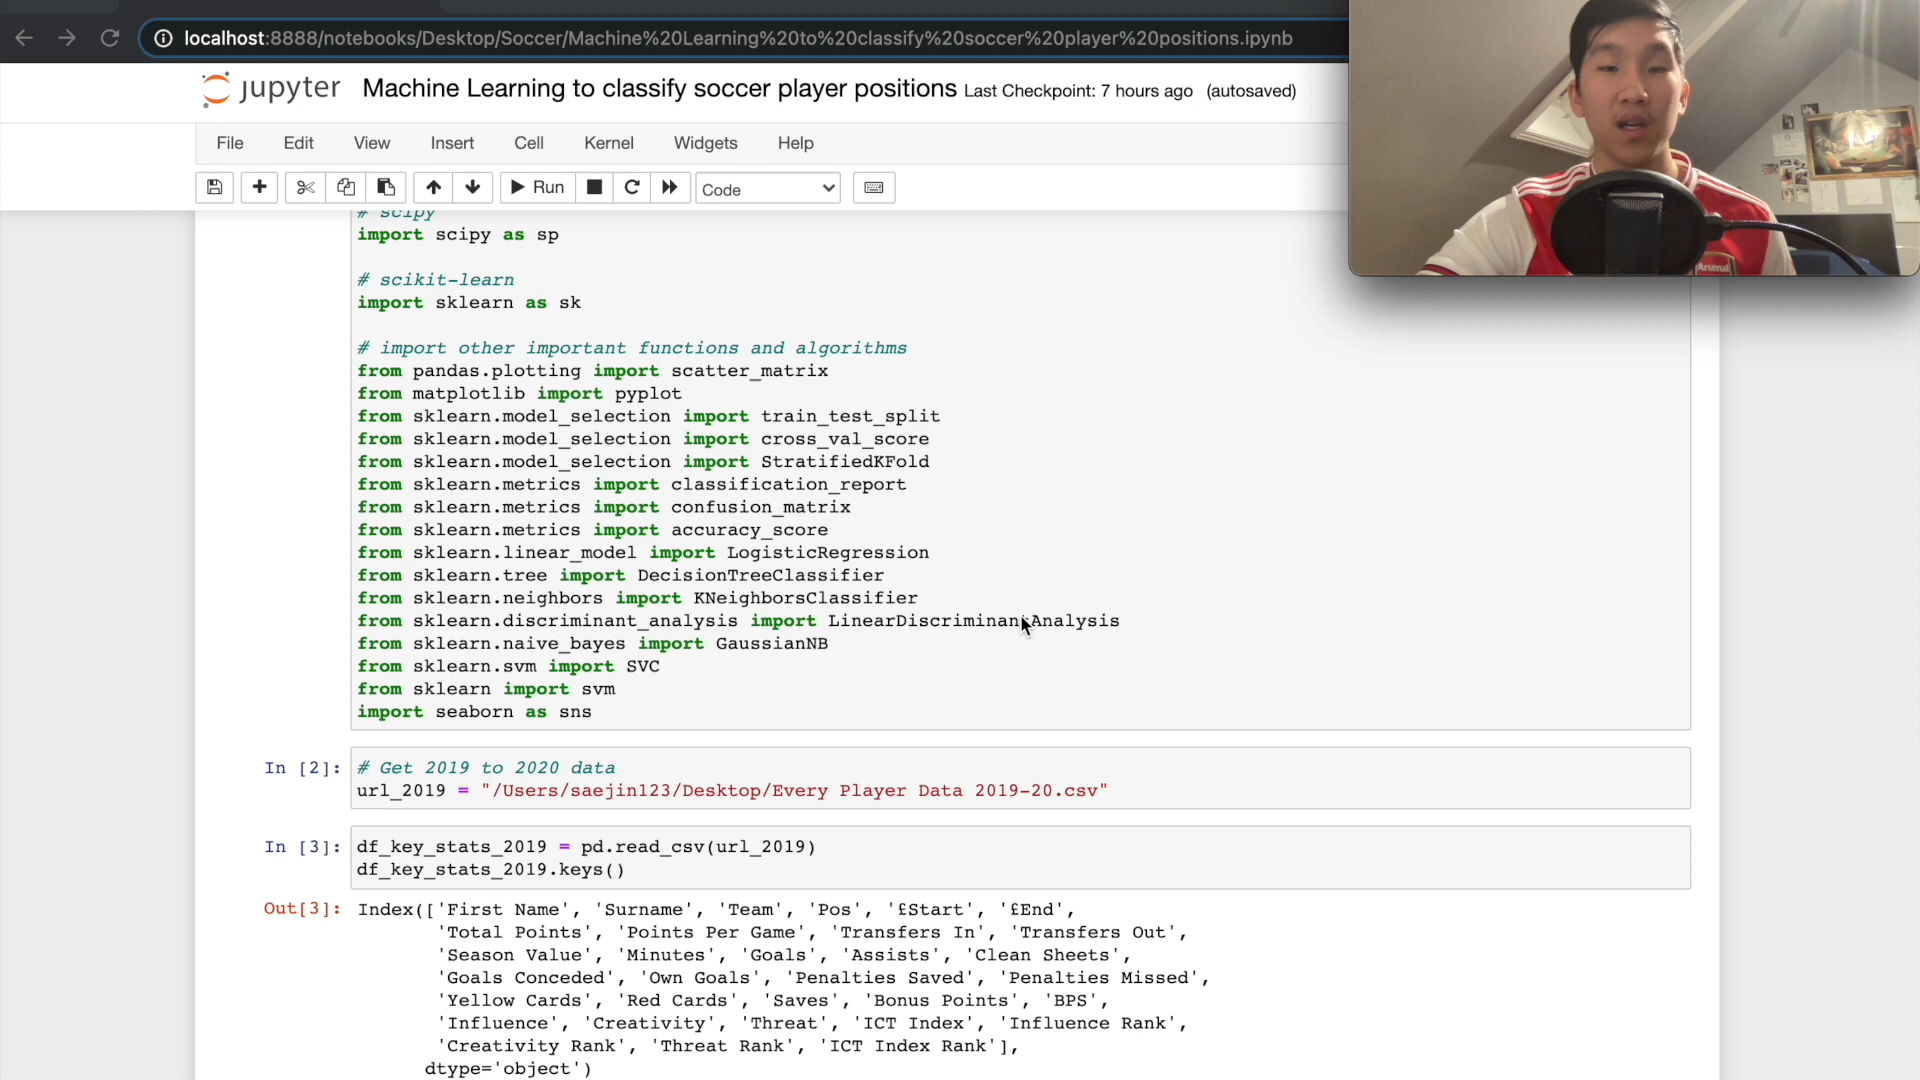 localhost:8888/notebooks/Desktop/Soccer/Machine%20Learning%20to%20classify%20soccer%20player%20positions.ipynb
jupyter Machine Learning to classify soccer player positions Last Checkpoint: 7 hours ago (autosaved)
File Edit View Insert Cell Kernel Widgets Help
Run Code
# scipy
import scipy as sp
# scikit-learn
import sklearn as sk
# import other important functions and algorithms
from pandas.plotting import scatter_matrix
from matplotlib import pyplot
from sklearn.model_selection import train_test_split
from sklearn.model_selection import cross_val_score
from sklearn.model_selection import StratifiedKFold
from sklearn.metrics import classification_report
from sklearn.metrics import confusion_matrix
from sklearn.metrics import accuracy_score
from sklearn.linear_model import LogisticRegression
from sklearn.tree import DecisionTreeClassifier
from sklearn.neighbors import KNeighborsClassifier
from sklearn.discriminant_analysis import LinearDiscriminantAnalysis
from sklearn.naive_bayes import GaussianNB
from sklearn.svm import SVC
from sklearn import svm
import seaborn as sns
In [2]: # Get 2019 to 2020 data
url_2019 = "/Users/saejin123/Desktop/Every Player Data 2019-20.csv"
In [3]: df_key_stats_2019 = pd.read_csv(url_2019)
df_key_stats_2019.keys()
Out[3]: Index(['First Name', 'Surname', 'Team', 'Pos', '£Start', '£End',
'Total Points', 'Points Per Game', 'Transfers In', 'Transfers Out',
'Season Value', 'Minutes', 'Goals', 'Assists', 'Clean Sheets',
'Goals Conceded', 'Own Goals', 'Penalties Saved', 'Penalties Missed',
'Yellow Cards', 'Red Cards', 'Saves', 'Bonus Points', 'BPS',
'Influence', 'Creativity', 'Threat', 'ICT Index', 'Influence Rank',
'Creativity Rank', 'Threat Rank', 'ICT Index Rank'],
dtype='object')
Arsenal